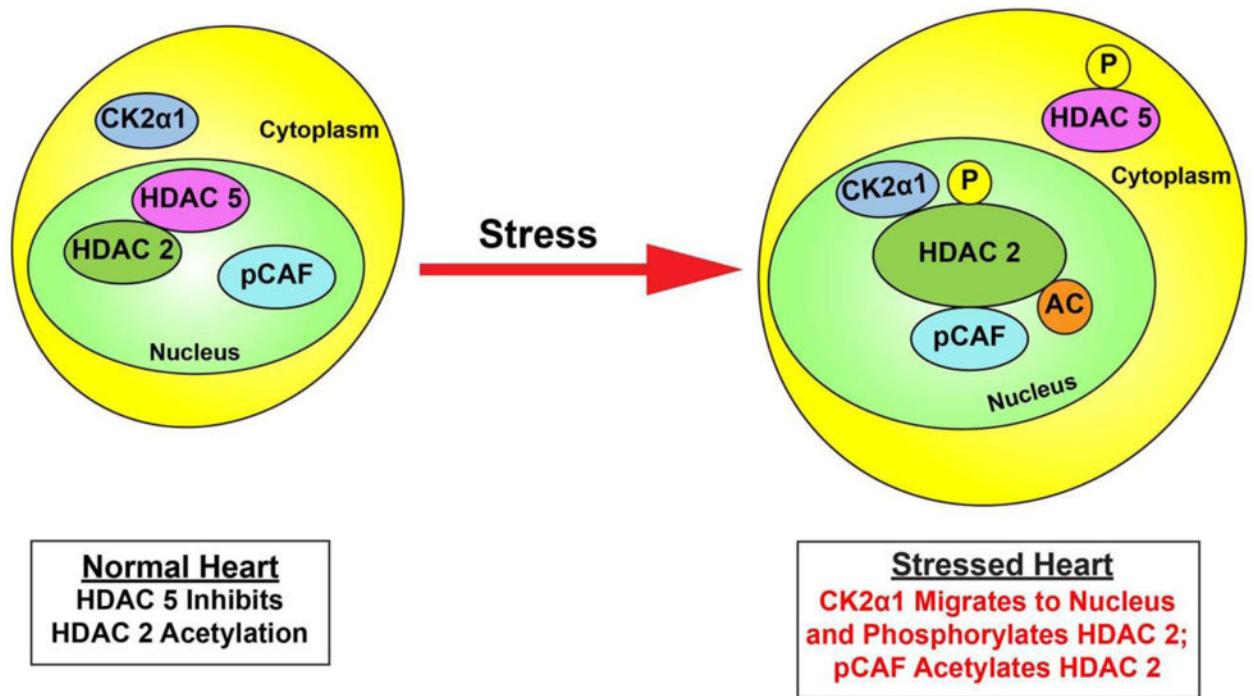 CK2α1
Cytoplasm
HDAC 5
HDAC 2
pCAF
Nucleus
Normal Heart
HDAC 5 Inhibits
HDAC 2 Acetylation
Stress
P
HDAC 5
Cytoplasm
CK2α1
P
HDAC 2
AC
pCAF
Nucleus
Stressed Heart
CK2α1 Migrates to Nucleus
and Phosphorylates HDAC 2;
pCAF Acetylates HDAC 2